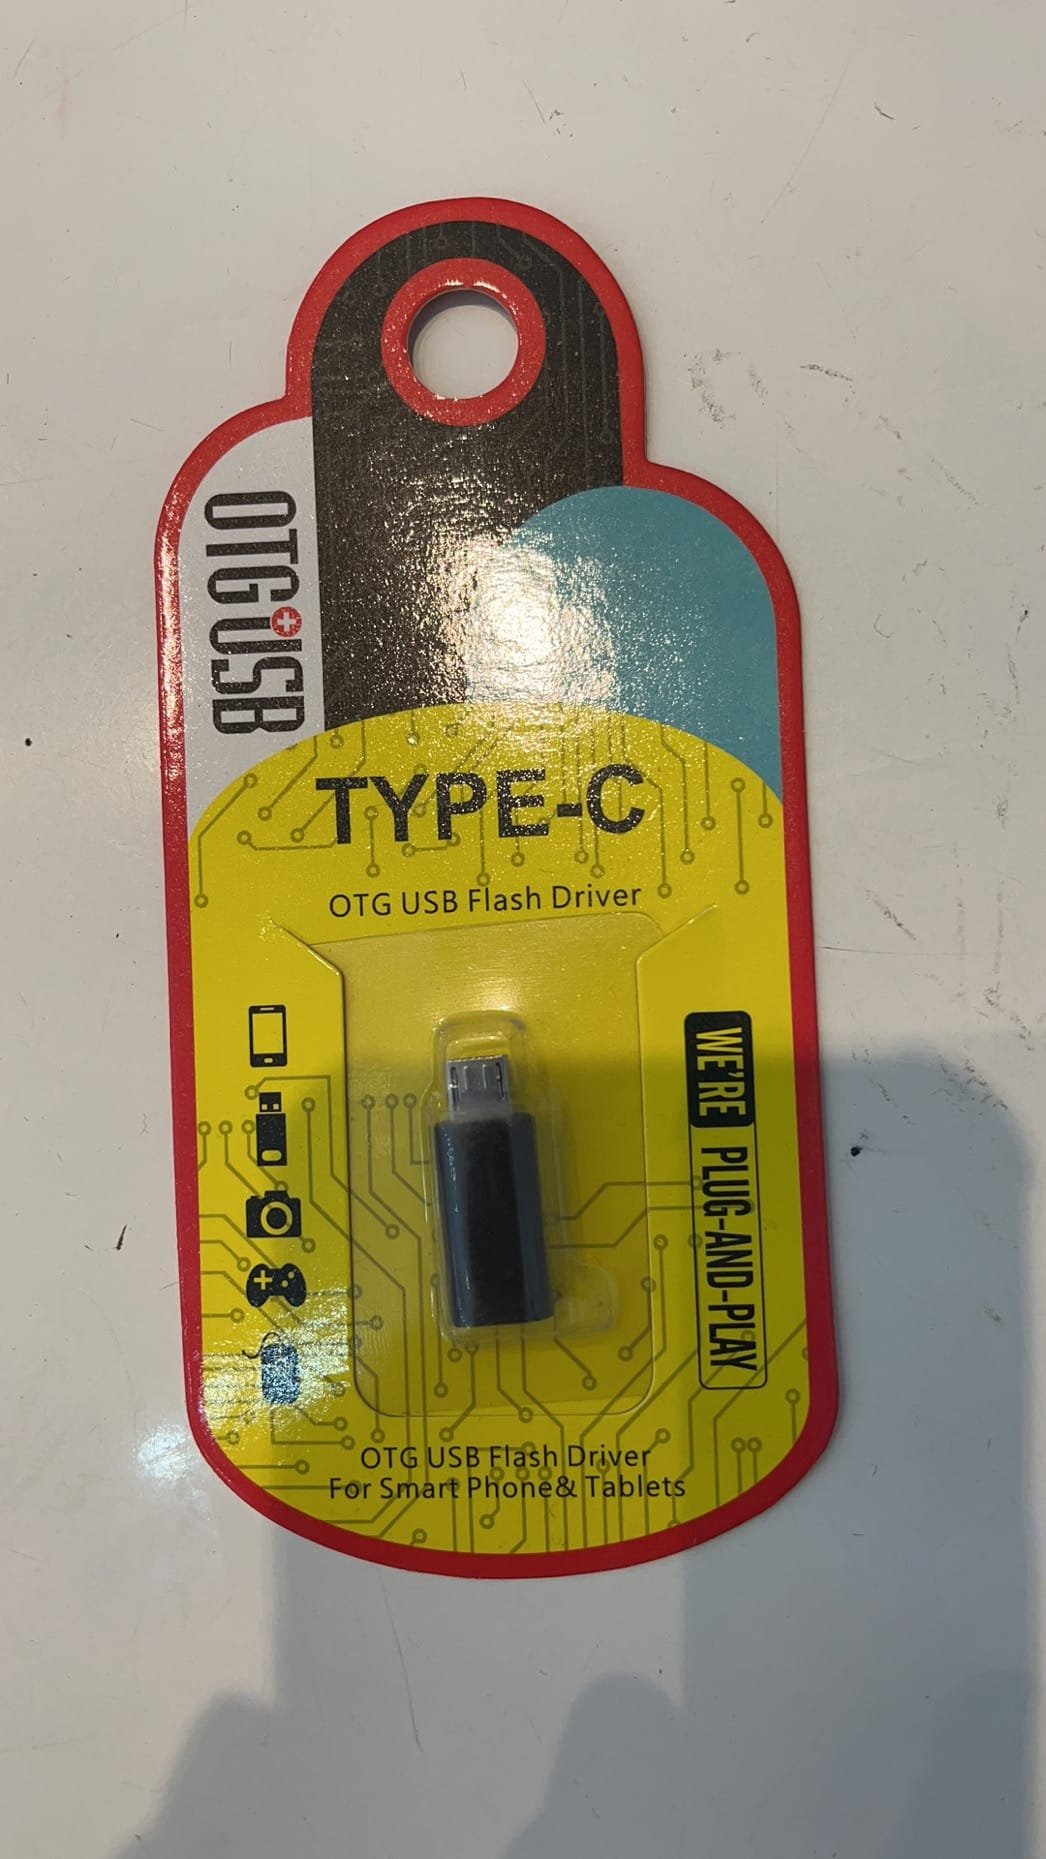 OTG USB
TYPE-C
OTG USB Flash Driver
WE'RE PLUG-AND-PLAY
OTG USB Flash Driver
For Smart Phone& Tablets